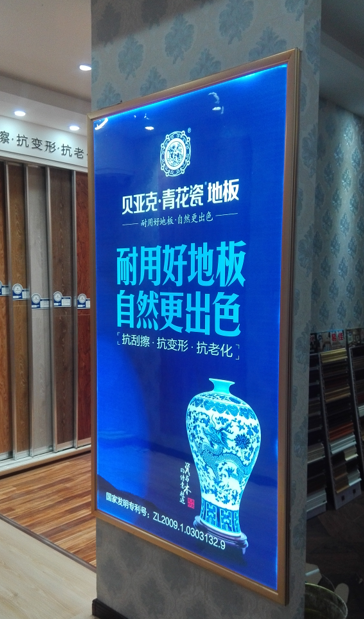 擦·抗变形·抗老
贝亚克·青花瓷®地板
耐用好地板·自然更出色
耐用好地板
自然更出色
抗刮擦·抗变形·抗老化
国家发明专利号：ZL2009.1.0303132.9